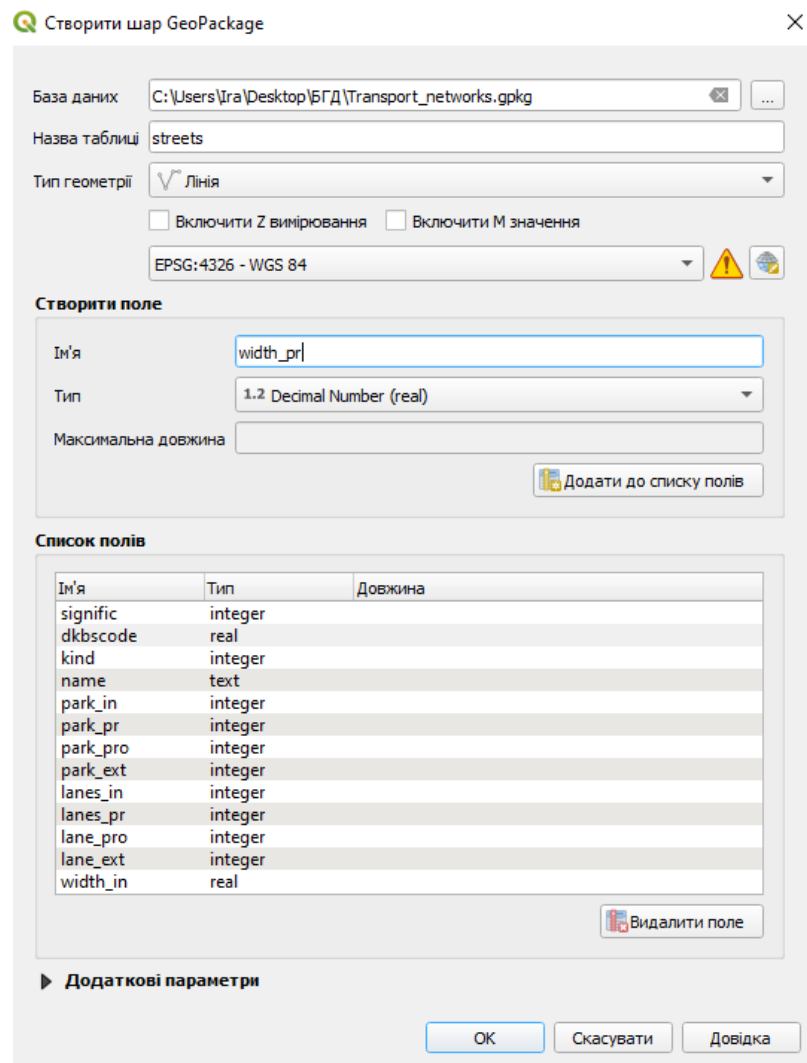 Створити шар GeoPackage
База даних C:\Users\Ira\Desktop\БГД\Transport_networks.gpkg ...
Назва таблиці streets
Тип геометрії Лінія
Включити Z вимірювання Включити M значення
EPSG:4326 - WGS 84
Створити поле
Ім'я width_pr
Тип 1.2 Decimal Number (real)
Максимальна довжина
Додати до списку полів
Список полів
Ім'я Тип Довжина
signific integer
dkbscode real
kind integer
name text
park_in integer
park_pr integer
park_pro integer
park_ext integer
lanes_in integer
lanes_pr integer
lane_pro integer
lane_ext integer
width_in real
Видалити поле
Додаткові параметри
OK Скасувати Довідка